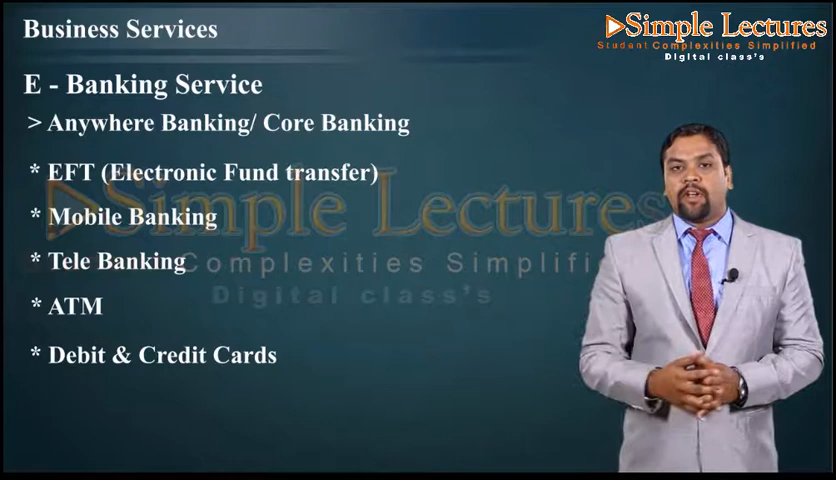 Business Services
Simple Lectures
Student Complexities Simplified
Digital class's
E - Banking Service
> Anywhere Banking/ Core Banking
* EFT (Electronic Fund transfer)
* Mobile Banking
* Tele Banking
* ATM
* Debit & Credit Cards
Simple Lectures
Complexities Simplifi
Digital class's